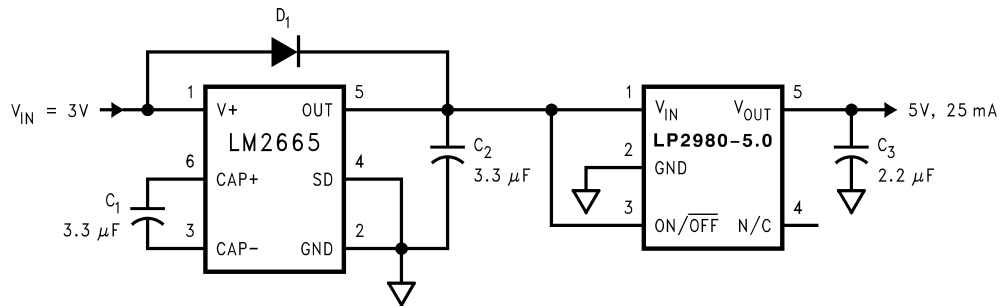 D1
VIN = 3V
1
V+
OUT
5
LM2665
6
CAP+
SD
4
C1
3.3 μF
3
CAP-
GND
2
C2
3.3 μF
1
VIN
VOUT
5
LP2980-5.0
2
GND
3
ON/OFF
N/C
4
5V, 25 mA
C3
2.2 μF